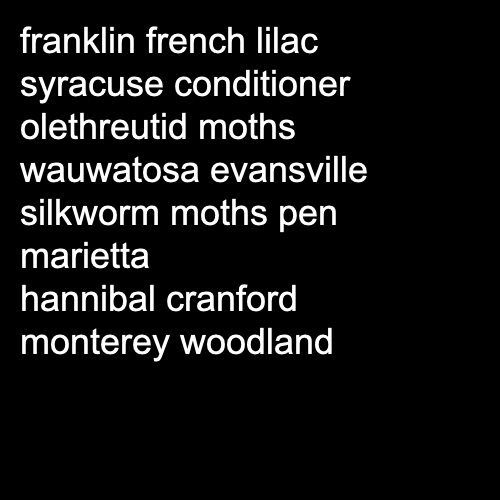 franklin french lilac
syracuse conditioner
olethreutid moths
wauwatosa evansville
silkworm moths pen
marietta
hannibal cranford
monterey woodland